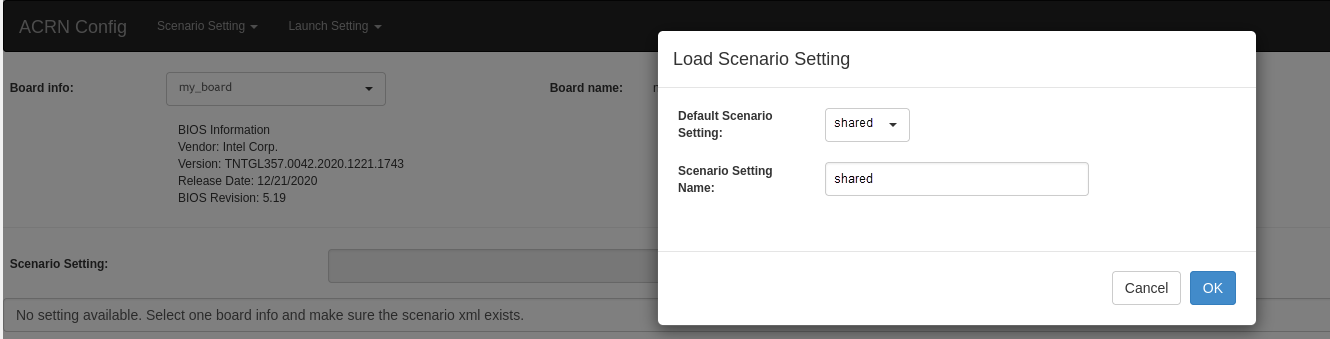 ACRN Config Scenario Setting Launch Setting
Load Scenario Setting
Board info: my_board Board name:
BIOS Information
Vendor: Intel Corp.
Version: TNTGL357.0042.2020.1221.1743
Release Date: 12/21/2020
BIOS Revision: 5.19
Default Scenario
Setting: shared
Scenario Setting
Name: shared
Scenario Setting:
Cancel OK
No setting available. Select one board info and make sure the scenario xml exists.